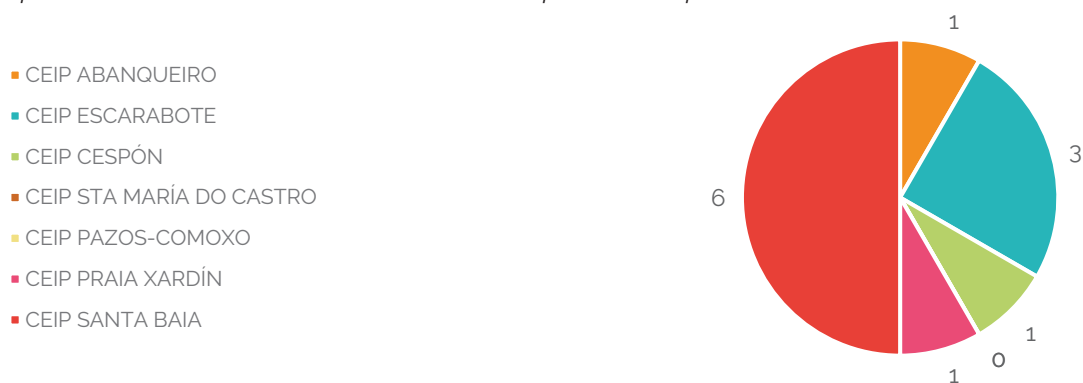 CEIP ABANQUEIRO
CEIP ESCARABOTE
CEIP CESPÓN
CEIP STA MARÍA DO CASTRO
CEIP PAZOS-COMOXO
CEIP PRAIA XARDÍN
CEIP SANTA BAIA
1
3
1
0
1
6